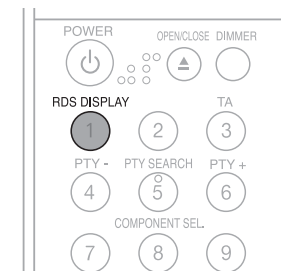 POWER OPEN/CLOSE DIMMER
RDS DISPLAY TA
1 2 3
PTY - PTY SEARCH PTY +
4 5 6
COMPONENT SEL.
7 8 9